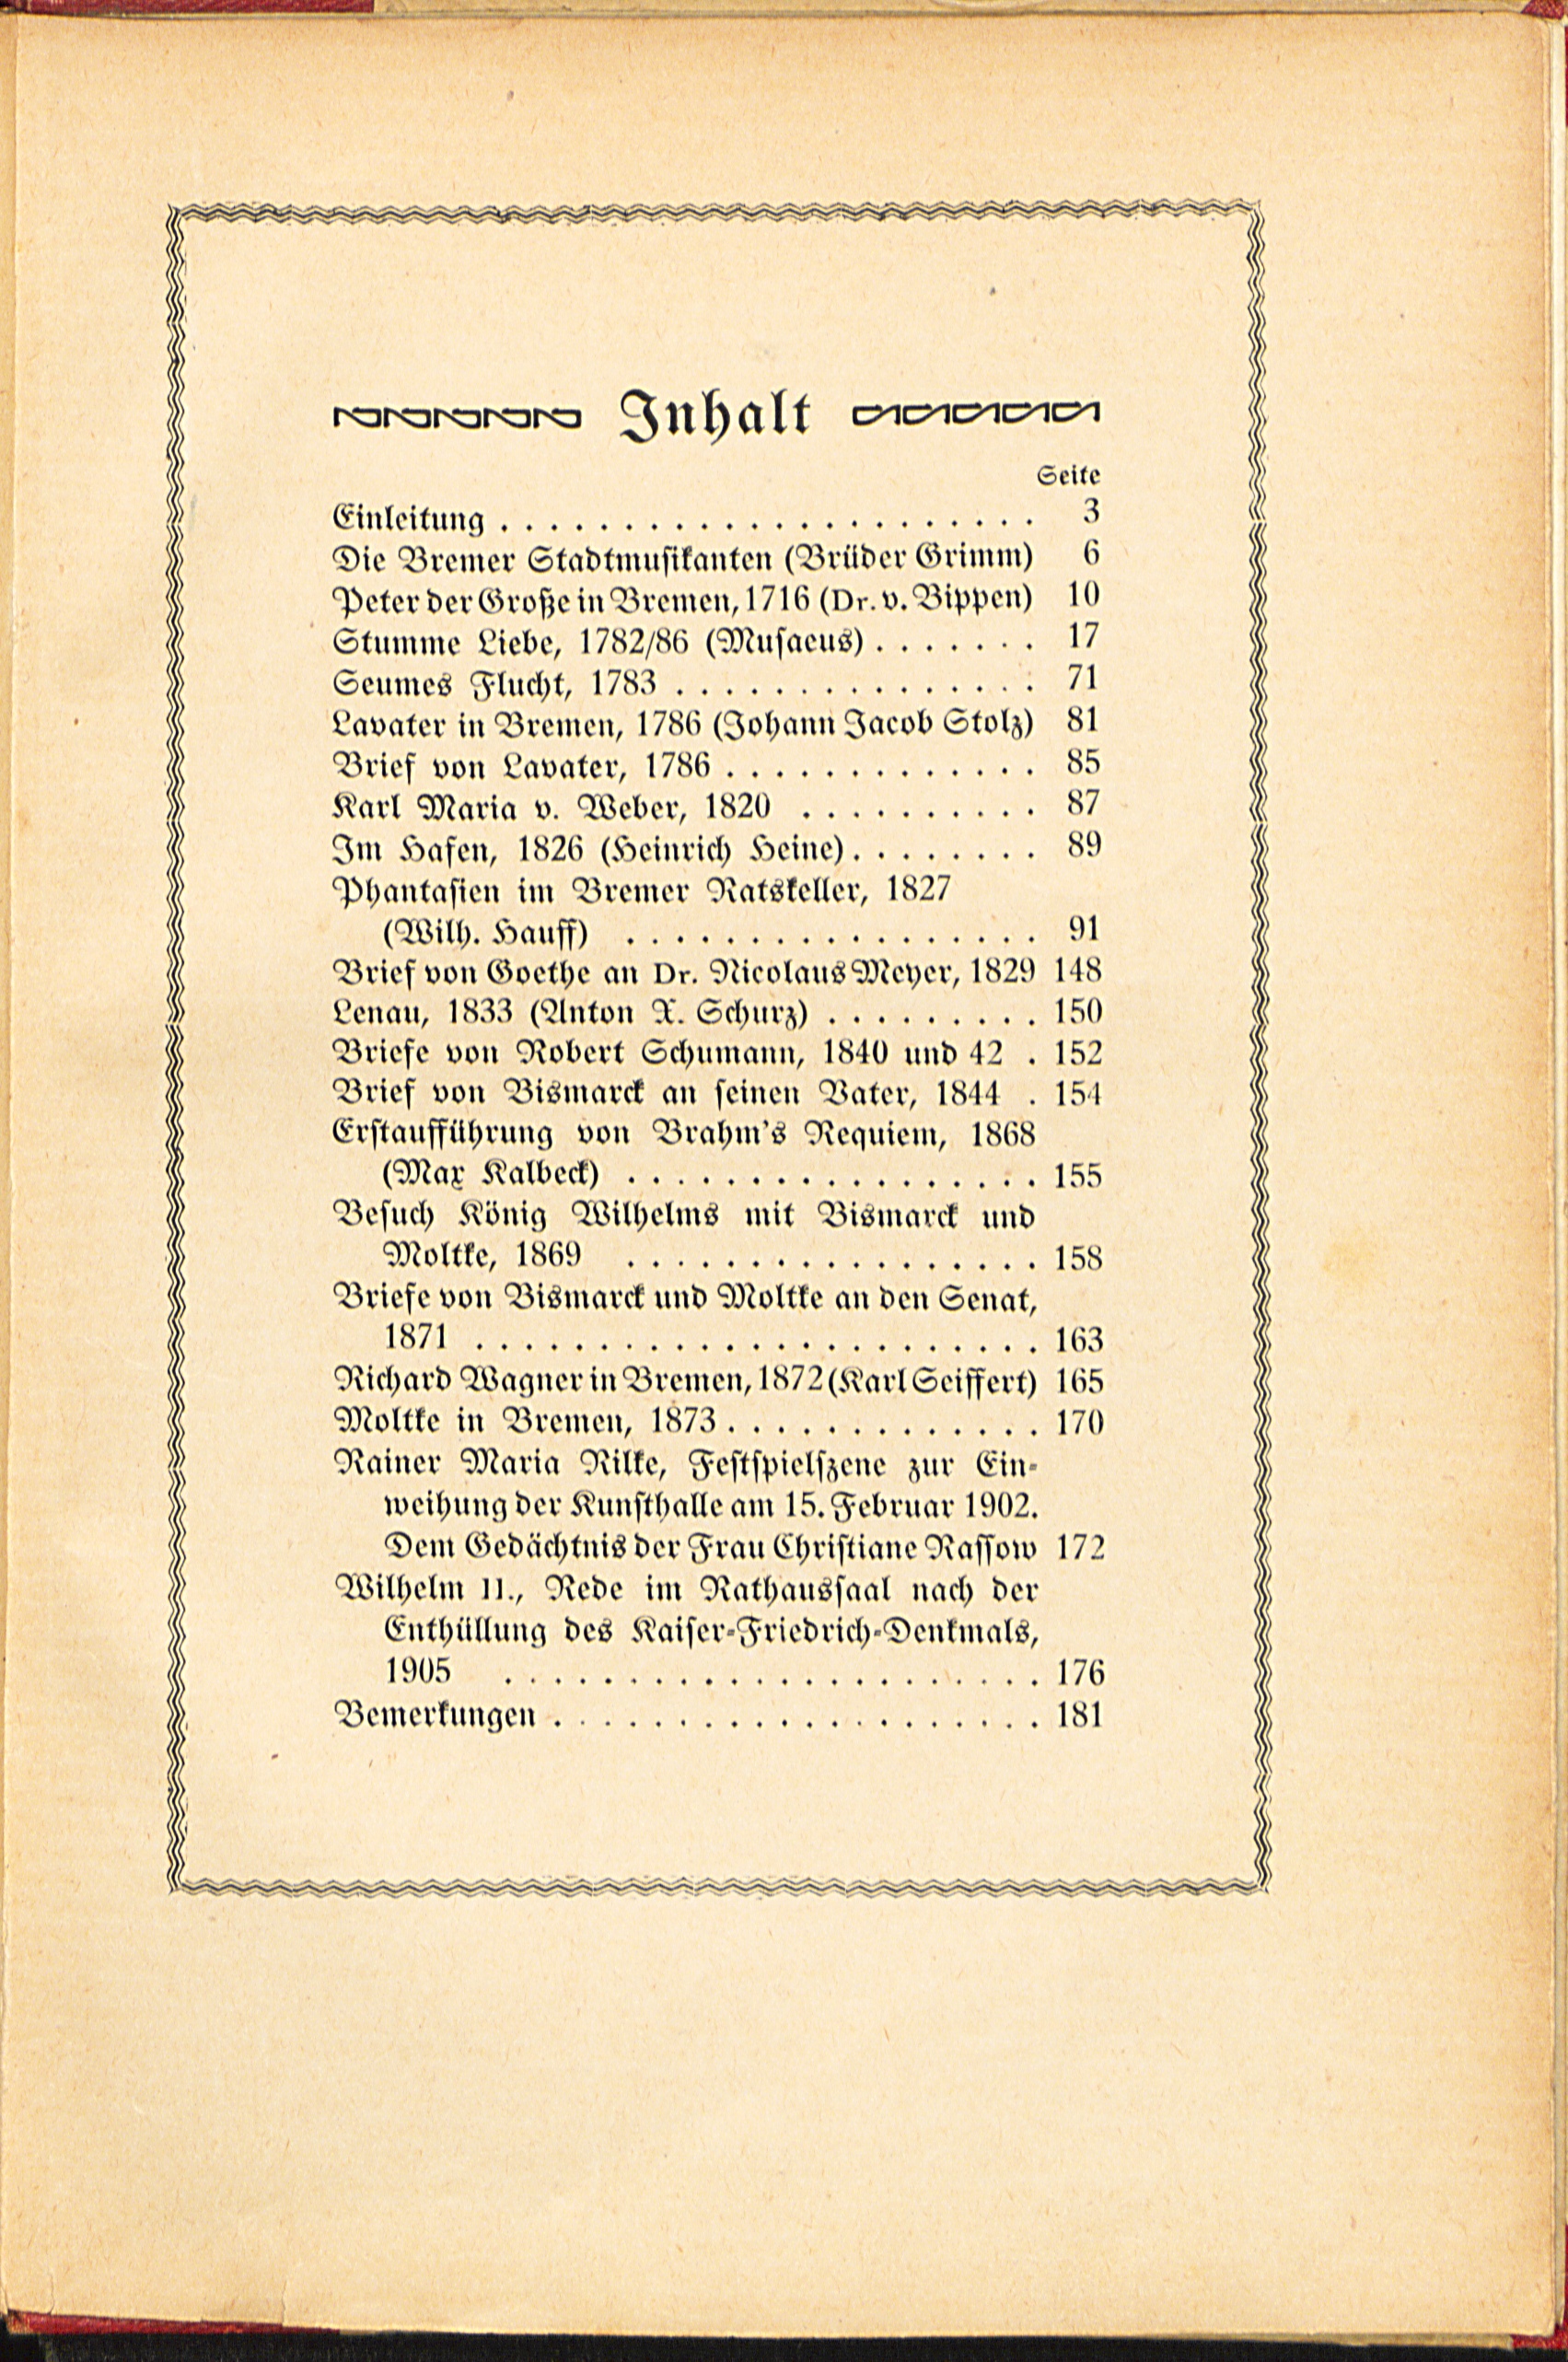 Inhalt
Seite
Einleitung . . . . . . . . . . . . . . . . . . . . . . 3
Die Bremer Stadtmusikanten (Brüder Grimm) 6
Peter der Große in Bremen, 1716 (Dr. v. Bippen) 10
Stumme Liebe, 1782/86 (Musaeus) . . . . . . . 17
Seumes Flucht, 1783 . . . . . . . . . . . . . . . 71
Lavater in Bremen, 1786 (Johann Jacob Stolz) 81
Brief von Lavater, 1786 . . . . . . . . . . . . . 85
Karl Maria v. Weber, 1820 . . . . . . . . . . 87
Im Hafen, 1826 (Heinrich Heine) . . . . . . . . 89
Phantasien im Bremer Ratskeller, 1827
(Wilh. Hauff) . . . . . . . . . . . . . . . . . 91
Brief von Goethe an Dr. Nicolaus Meyer, 1829 148
Lenau, 1833 (Anton X. Schurz) . . . . . . . . . 150
Briefe von Robert Schumann, 1840 und 42 . 152
Brief von Bismarck an seinen Vater, 1844 . 154
Erstaufführung von Brahm's Requiem, 1868
(Max Kalbeck) . . . . . . . . . . . . . . . . . 155
Besuch König Wilhelms mit Bismarck und
Moltke, 1869 . . . . . . . . . . . . . . . . . 158
Briefe von Bismarck und Moltke an den Senat,
1871 . . . . . . . . . . . . . . . . . . . . . . . 163
Richard Wagner in Bremen, 1872 (Karl Seiffert) 165
Moltke in Bremen, 1873 . . . . . . . . . . . . . 170
Rainer Maria Rilke, Festspielszene zur Ein-
weihung der Kunsthalle am 15. Februar 1902.
Dem Gedächtnis der Frau Christiane Rassow 172
Wilhelm II., Rede im Rathaussaal nach der
Enthüllung des Kaiser-Friedrich-Denkmals,
1905 . . . . . . . . . . . . . . . . . . . . . . 176
Bemerkungen . . . . . . . . . . . . . . . . . . . . 181